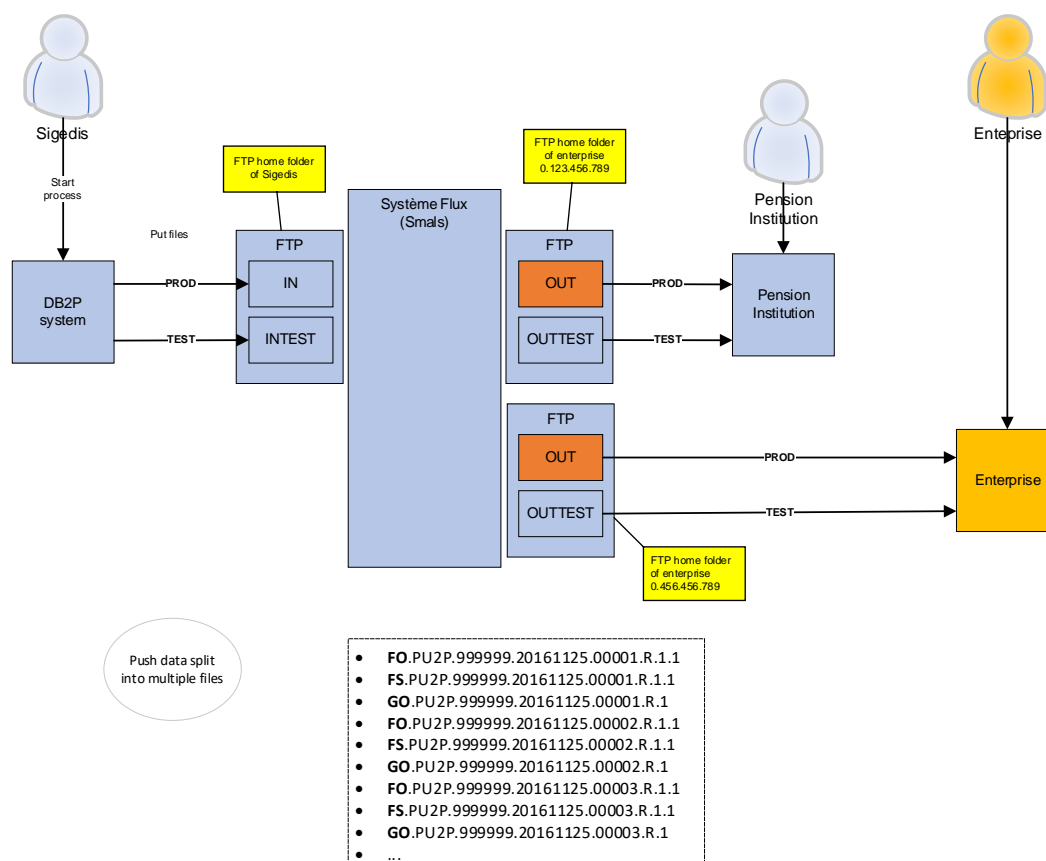 Sigedis
Enteprise
Pension
Institution
Start
process
Put files
FTP home folder
of Sigedis
FTP home folder
of enterprise
0.123.456.789
Système Flux
(Smals)
FTP
IN
INTEST
DB2P
system
PROD
TEST
FTP
OUT
OUTTEST
PROD
TEST
Pension
Institution
FTP
OUT
OUTTEST
PROD
TEST
Enterprise
FTP home folder
of enterprise
0.456.456.789
Push data split
into multiple files
• FO.PU2P.999999.20161125.00001.R.1.1
• FS.PU2P.999999.20161125.00001.R.1.1
• GO.PU2P.999999.20161125.00001.R.1
• FO.PU2P.999999.20161125.00002.R.1.1
• FS.PU2P.999999.20161125.00002.R.1.1
• GO.PU2P.999999.20161125.00002.R.1
• FO.PU2P.999999.20161125.00003.R.1.1
• FS.PU2P.999999.20161125.00003.R.1.1
• GO.PU2P.999999.20161125.00003.R.1
• ...